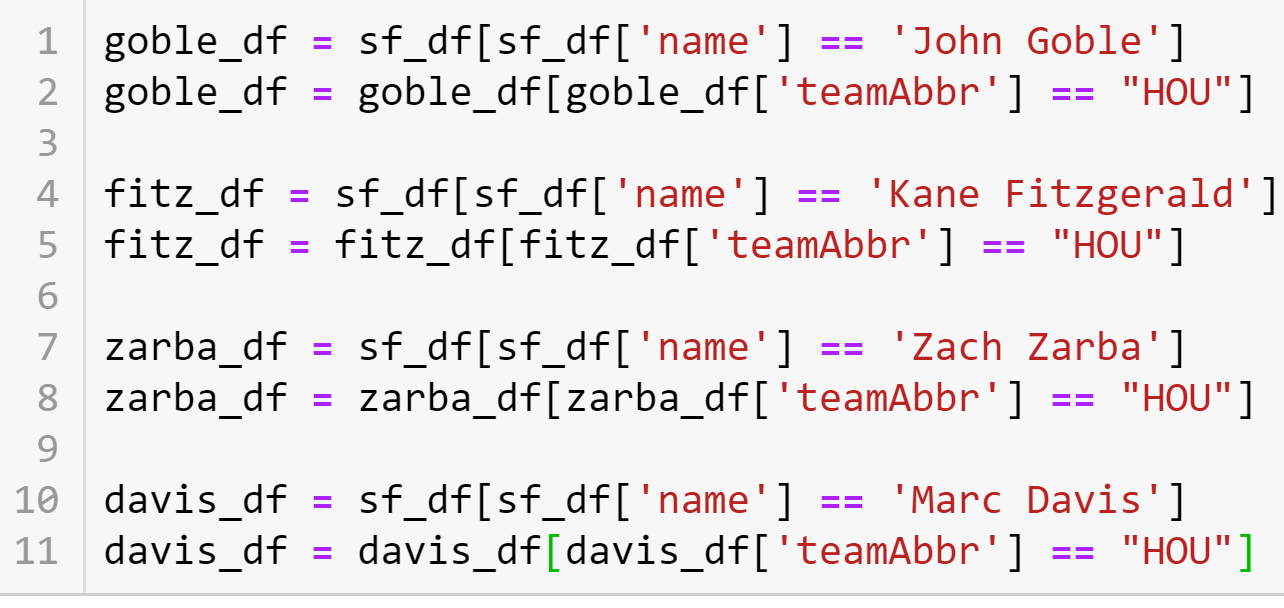 1 goble_df = sf_df[sf_df['name'] == 'John Goble']
2 goble_df = goble_df[goble_df['teamAbbr'] == "HOU"]
3
4 fitz_df = sf_df[sf_df['name'] == 'Kane Fitzgerald']
5 fitz_df = fitz_df[fitz_df['teamAbbr'] == "HOU"]
6
7 zarba_df = sf_df[sf_df['name'] == 'Zach Zarba']
8 zarba_df = zarba_df[zarba_df['teamAbbr'] == "HOU"]
9
10 davis_df = sf_df[sf_df['name'] == 'Marc Davis']
11 davis_df = davis_df[davis_df['teamAbbr'] == "HOU"]